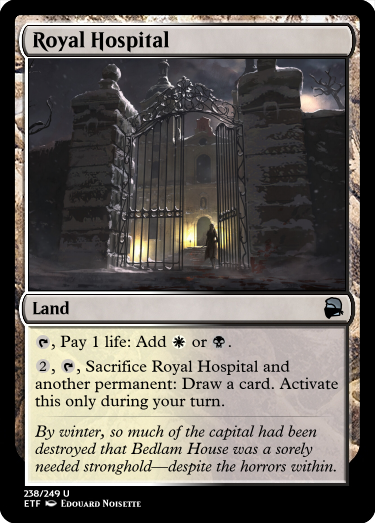 Royal Hospital
Land
, Pay 1 life: Add or .
2, , Sacrifice Royal Hospital and
another permanent: Draw a card. Activate
this only during your turn.
By winter, so much of the capital had been
destroyed that Bedlam House was a sorely
needed stronghold—despite the horrors within.
238/249 U
ETF Edouard Noisette